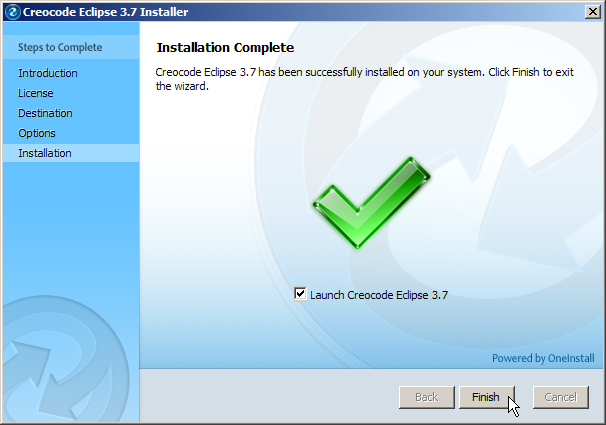 Creocode Eclipse 3.7 Installer
Steps to Complete
Introduction
License
Destination
Options
Installation
Installation Complete
Creocode Eclipse 3.7 has been successfully installed on your system. Click Finish to exit
the wizard.
Launch Creocode Eclipse 3.7
Powered by OneInstall
Back
Finish
Cancel